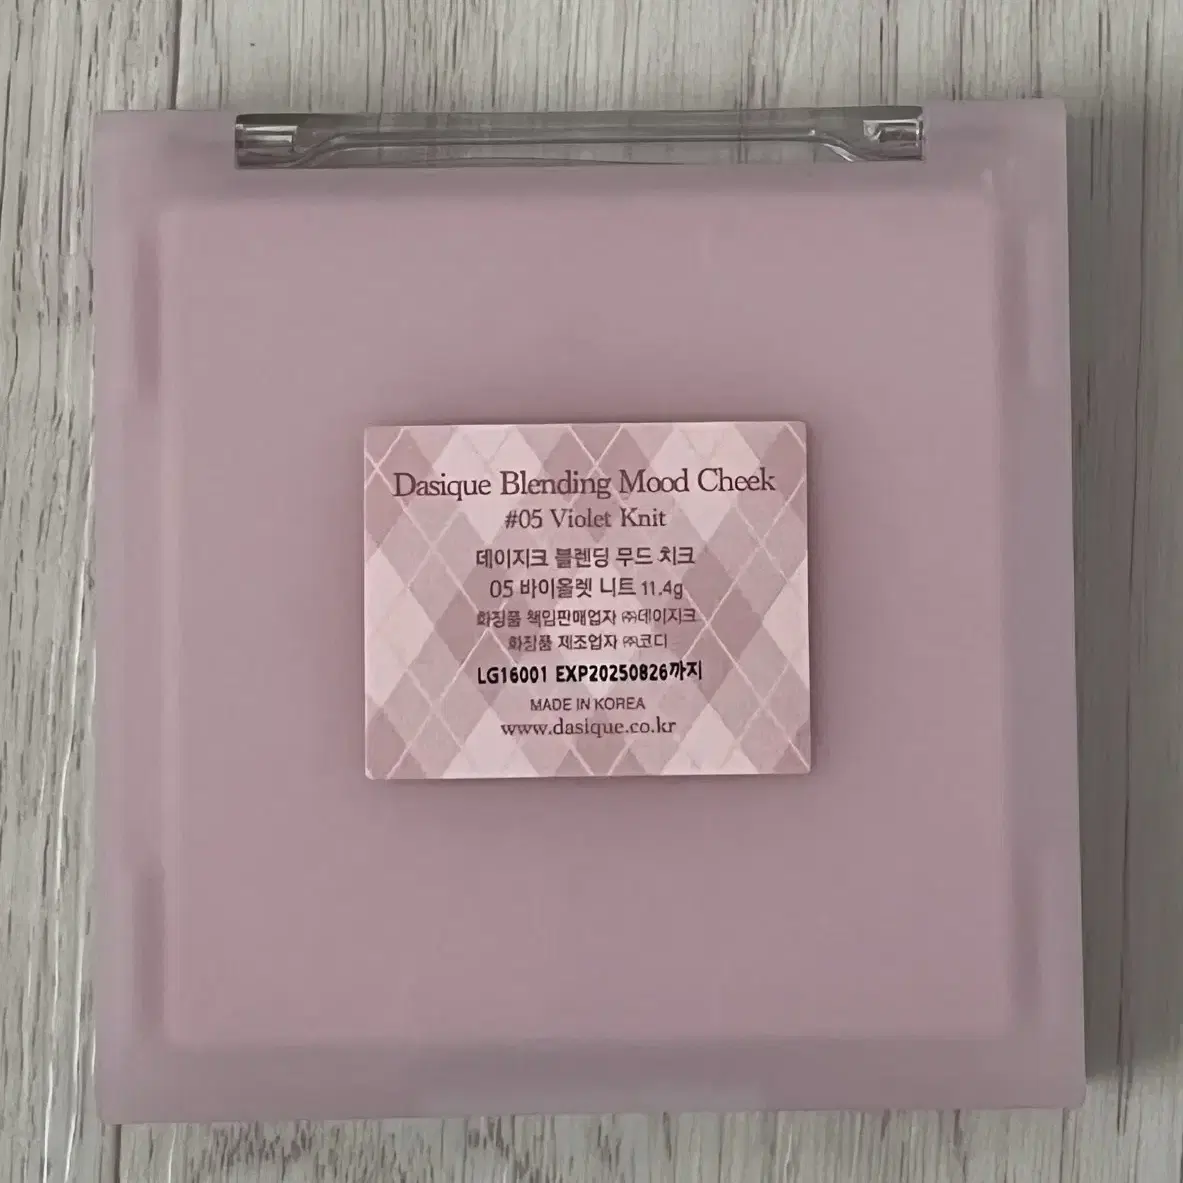 Dasique Blending Mood Cheek
#05 Violet Knit
데이지크 블렌딩 무드 치크
05 바이올렛 니트 11.4g
화장품 책임판매업자 ㈜데이지크
화장품 제조업자 ㈜코디
LG16001 EXP20250826까지
MADE IN KOREA
www.dasique.co.kr